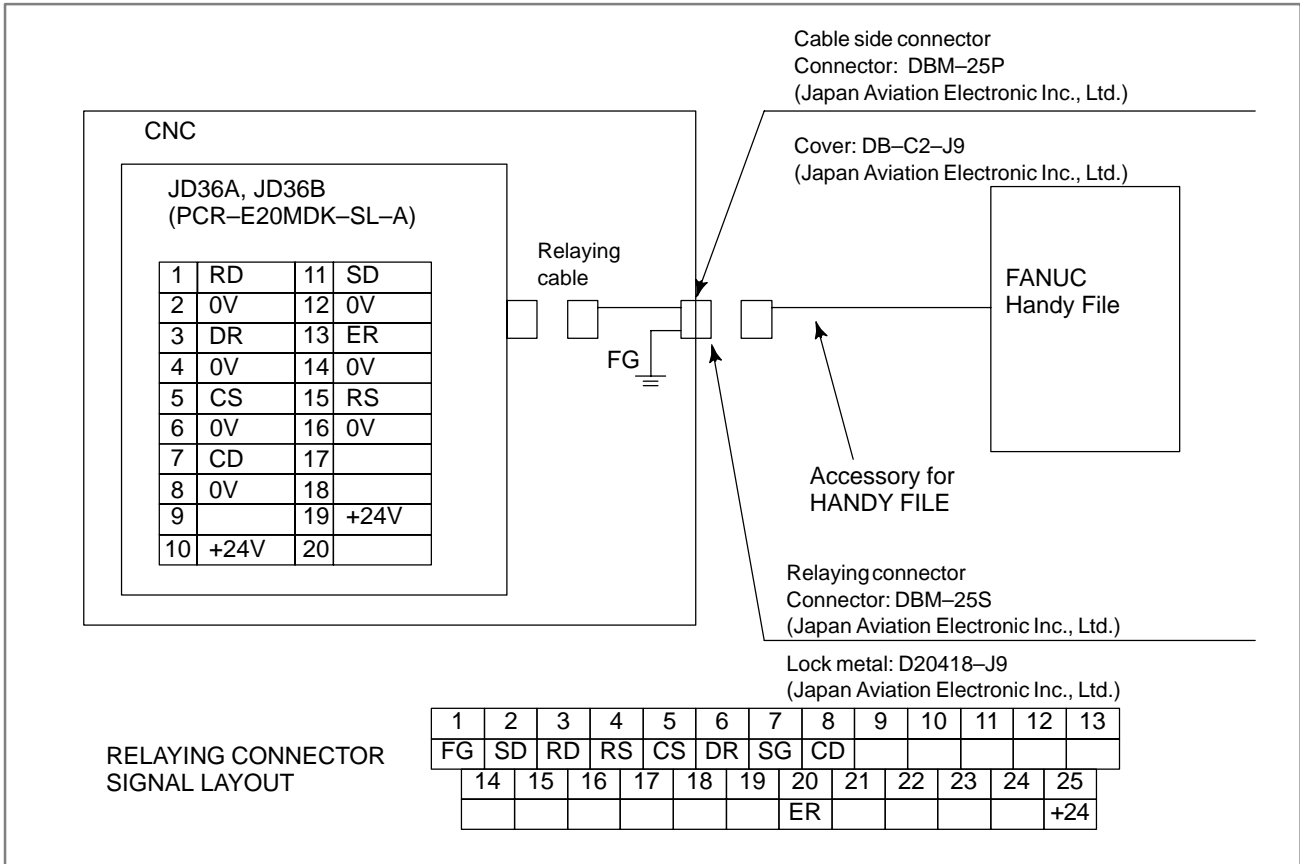 Cable side connector
Connector: DBM–25P
(Japan Aviation Electronic Inc., Ltd.)
Cover: DB–C2–J9
(Japan Aviation Electronic Inc., Ltd.)
CNC
JD36A, JD36B
(PCR–E20MDK–SL–A)
1 RD 11 SD
2 0V 12 0V
3 DR 13 ER
4 0V 14 0V
5 CS 15 RS
6 0V 16 0V
7 CD 17
8 0V 18
9 19 +24V
10 +24V 20
Relaying
cable
FG
FANUC
Handy File
Accessory for
HANDY FILE
Relaying connector
Connector: DBM–25S
(Japan Aviation Electronic Inc., Ltd.)
Lock metal: D20418–J9
(Japan Aviation Electronic Inc., Ltd.)
RELAYING CONNECTOR
SIGNAL LAYOUT
1 2 3 4 5 6 7 8 9 10 11 12 13
FG SD RD RS CS DR SG CD
14 15 16 17 18 19 20 21 22 23 24 25
ER +24